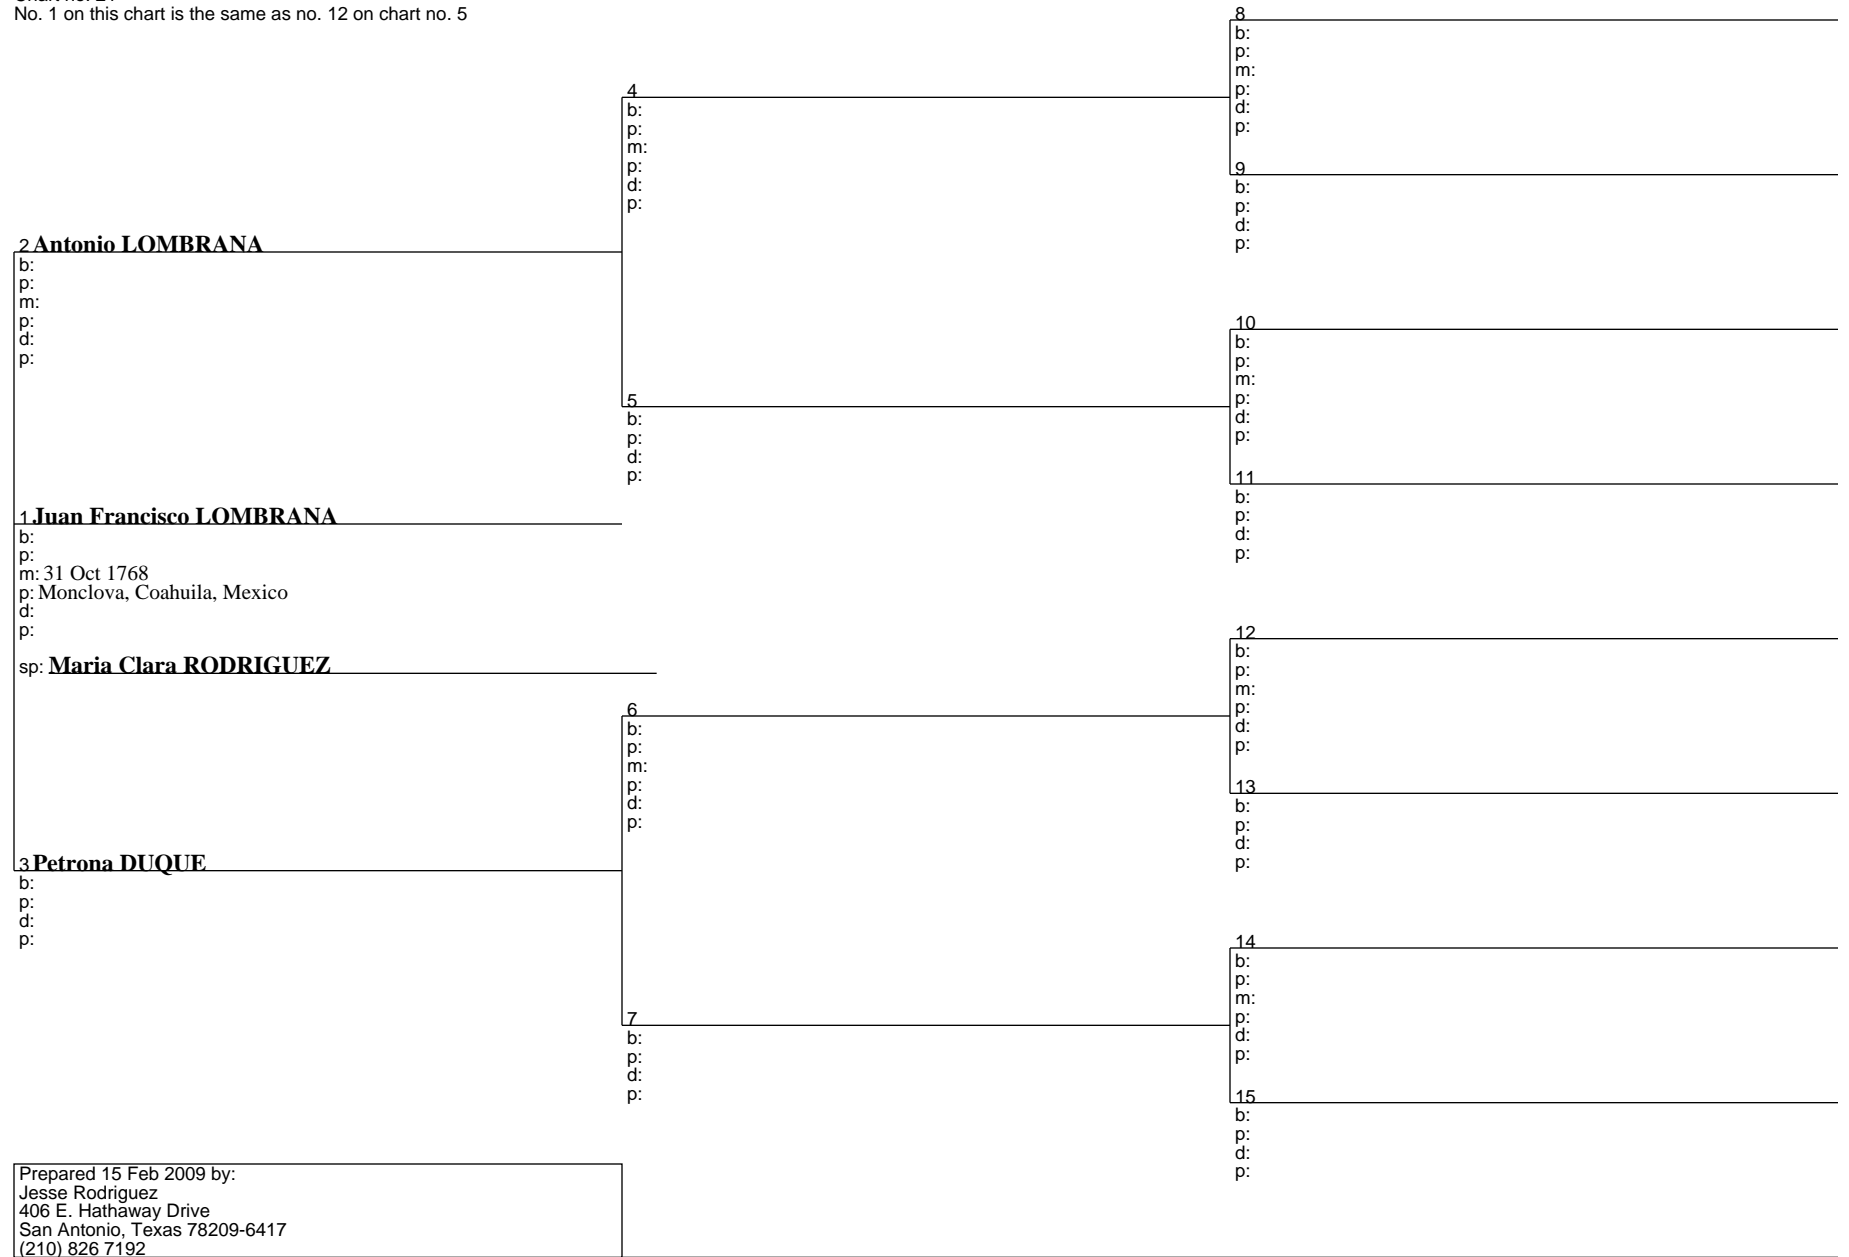 No. 1 on this chart is the same as no. 12 on chart no. 5
2 Antonio LOMBRANA
b:
p:
m:
p:
d:
p:
1 Juan Francisco LOMBRANA
b:
p:
m: 31 Oct 1768
p: Monclova, Coahuila, Mexico
d:
p:
sp: Maria Clara RODRIGUEZ
3 Petrona DUQUE
b:
p:
d:
p:
4
b:
p:
m:
p:
d:
p:
5
b:
p:
d:
p:
6
b:
p:
m:
p:
d:
p:
7
b:
p:
d:
p:
8
b:
p:
m:
p:
d:
p:
9
b:
p:
d:
p:
10
b:
p:
m:
p:
d:
p:
11
b:
p:
d:
p:
12
b:
p:
m:
p:
d:
p:
13
b:
p:
d:
p:
14
b:
p:
m:
p:
d:
p:
15
b:
p:
d:
p:
Prepared 15 Feb 2009 by:
Jesse Rodriguez
406 E. Hathaway Drive
San Antonio, Texas 78209-6417
(210) 826 7192